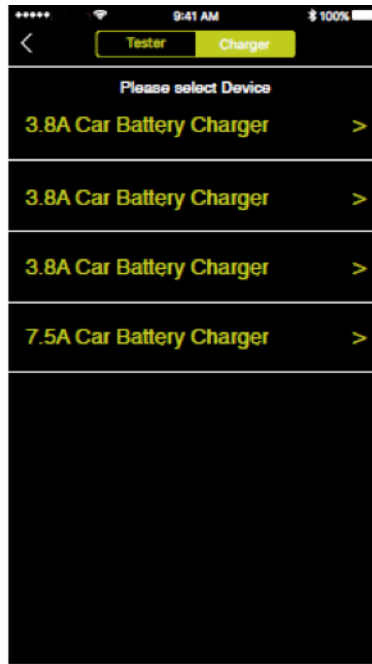 9:41 AM 100%
< Tester Charger
Please select Device
3.8A Car Battery Charger >
3.8A Car Battery Charger >
3.8A Car Battery Charger >
7.5A Car Battery Charger >